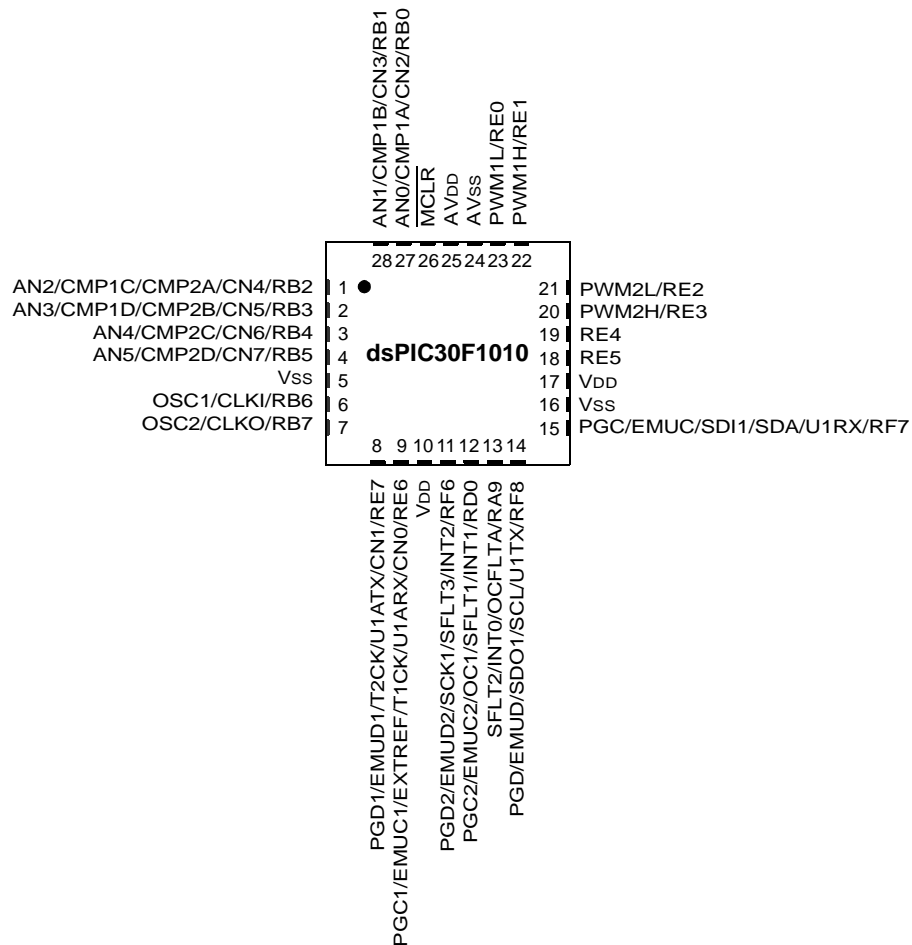 AN1/CMP1B/CN3/RB1
AN0/CMP1A/CN2/RB0
MCLR
AVDD
AVSS
PWM1L/RE0
PWM1H/RE1
28 27 26 25 24 23 22
AN2/CMP1C/CMP2A/CN4/RB2 1
AN3/CMP1D/CMP2B/CN5/RB3 2
AN4/CMP2C/CN6/RB4 3
AN5/CMP2D/CN7/RB5 4
VSS 5
OSC1/CLKI/RB6 6
OSC2/CLKO/RB7 7
dsPIC30F1010
21 PWM2L/RE2
20 PWM2H/RE3
19 RE4
18 RE5
17 VDD
16 VSS
15 PGC/EMUC/SDI1/SDA/U1RX/RF7
8 9 10 11 12 13 14
PGD1/EMUD1/T2CK/U1ATX/CN1/RE7
PGC1/EMUC1/EXTREF/T1CK/U1ARX/CN0/RE6
VDD
PGD2/EMUD2/SCK1/SFLT3/INT2/RF6
PGC2/EMUC2/OC1/SFLT1/INT1/RD0
SFLT2/INT0/OCFLTA/RA9
PGD/EMUD/SDO1/SCL/U1TX/RF8